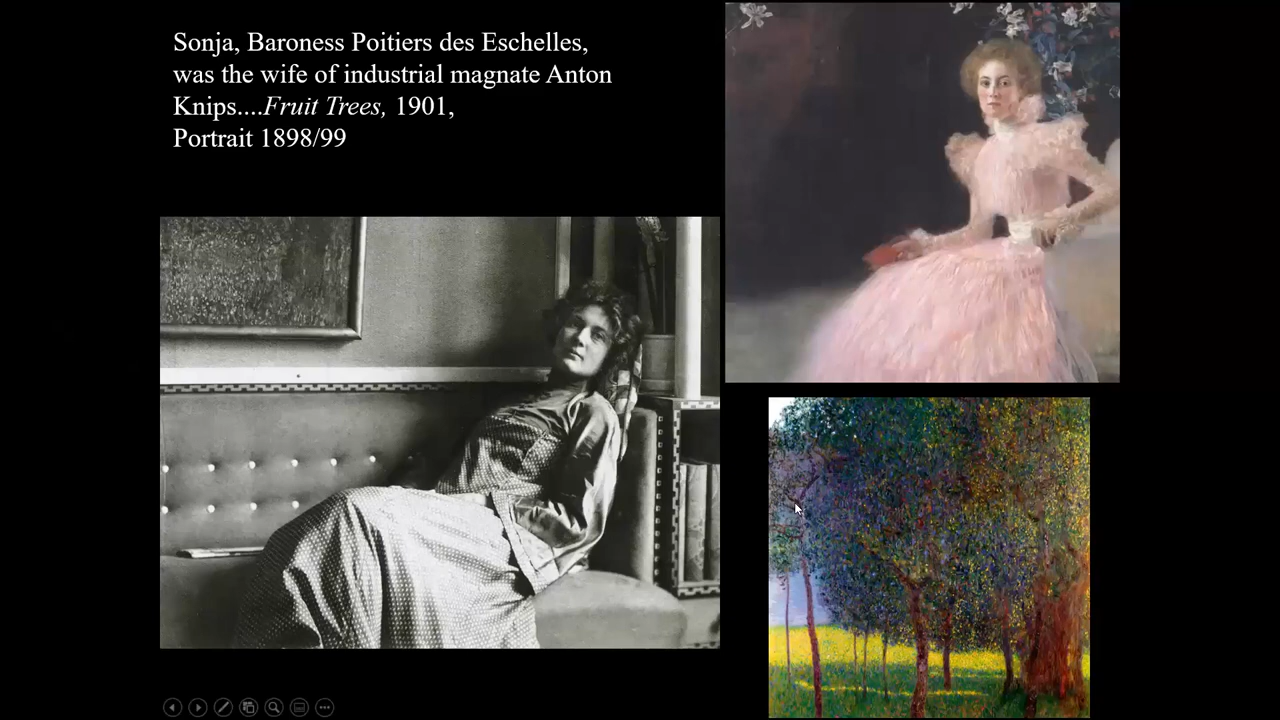 Sonja, Baroness Poitiers des Eschelles,
was the wife of industrial magnate Anton
Knips....Fruit Trees, 1901,
Portrait 1898/99